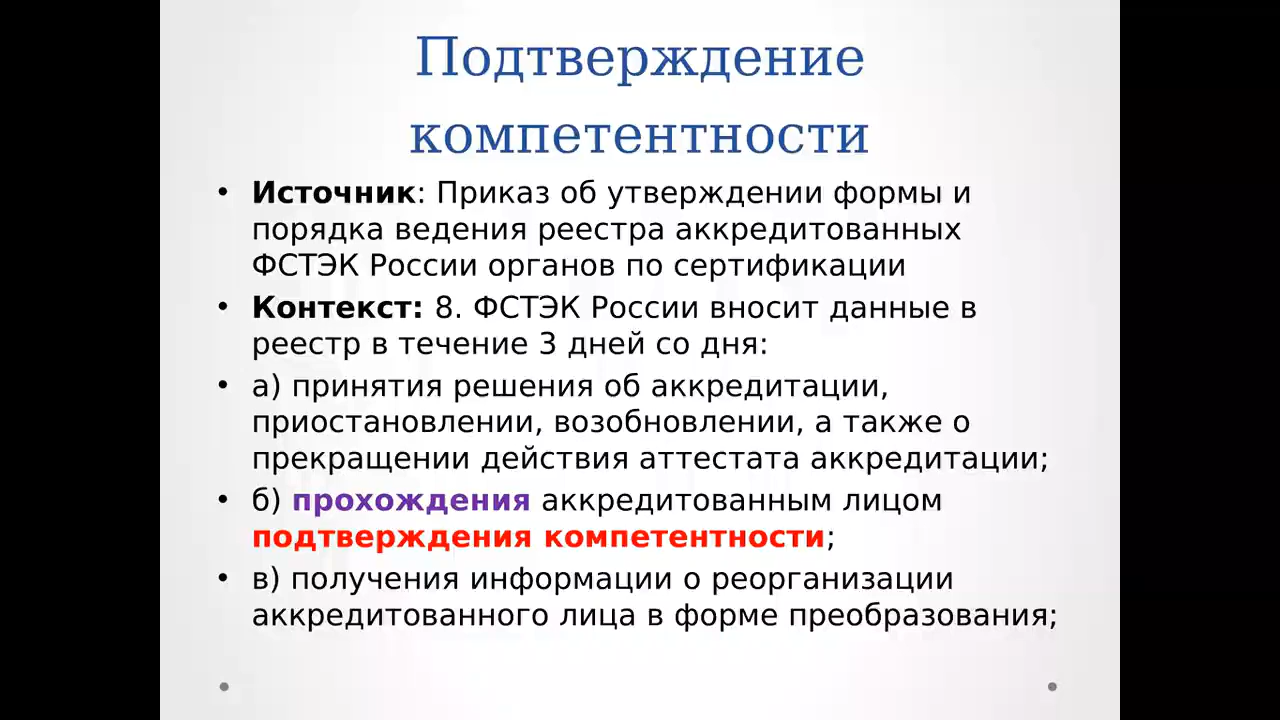 Подтверждение
компетентности
• Источник: Приказ об утверждении формы и
порядка ведения реестра аккредитованных
ФСТЭК России органов по сертификации
• Контекст: 8. ФСТЭК России вносит данные в
реестр в течение 3 дней со дня:
• а) принятия решения об аккредитации,
приостановлении, возобновлении, а также о
прекращении действия аттестата аккредитации;
• б) прохождения аккредитованным лицом
подтверждения компетентности;
• в) получения информации о реорганизации
аккредитованного лица в форме преобразования;